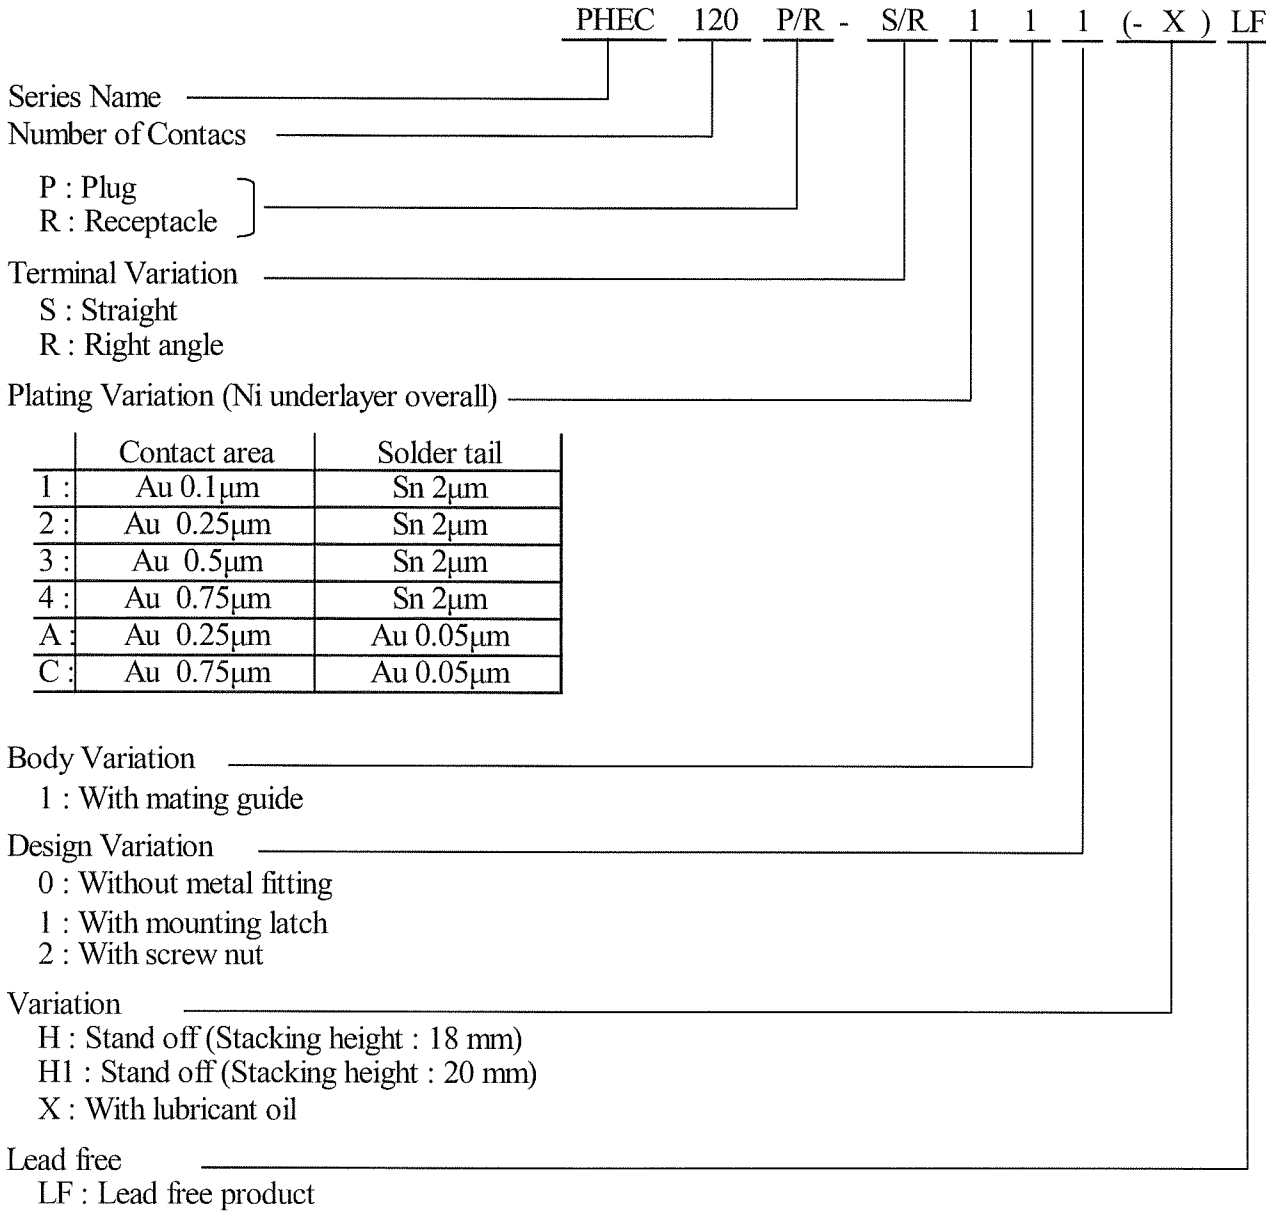 PHEC 120 P/R - S/R 1 1 1 (- X ) LF
Series Name
Number of Contacs
P : Plug
R : Receptacle
Terminal Variation
S : Straight
R : Right angle
Plating Variation (Ni underlayer overall)
Contact area Solder tail
1 : Au 0.1μm Sn 2μm
2 : Au 0.25μm Sn 2μm
3 : Au 0.5μm Sn 2μm
4 : Au 0.75μm Sn 2μm
A : Au 0.25μm Au 0.05μm
C : Au 0.75μm Au 0.05μm
Body Variation
1 : With mating guide
Design Variation
0 : Without metal fitting
1 : With mounting latch
2 : With screw nut
Variation
H : Stand off (Stacking height : 18 mm)
H1 : Stand off (Stacking height : 20 mm)
X : With lubricant oil
Lead free
LF : Lead free product